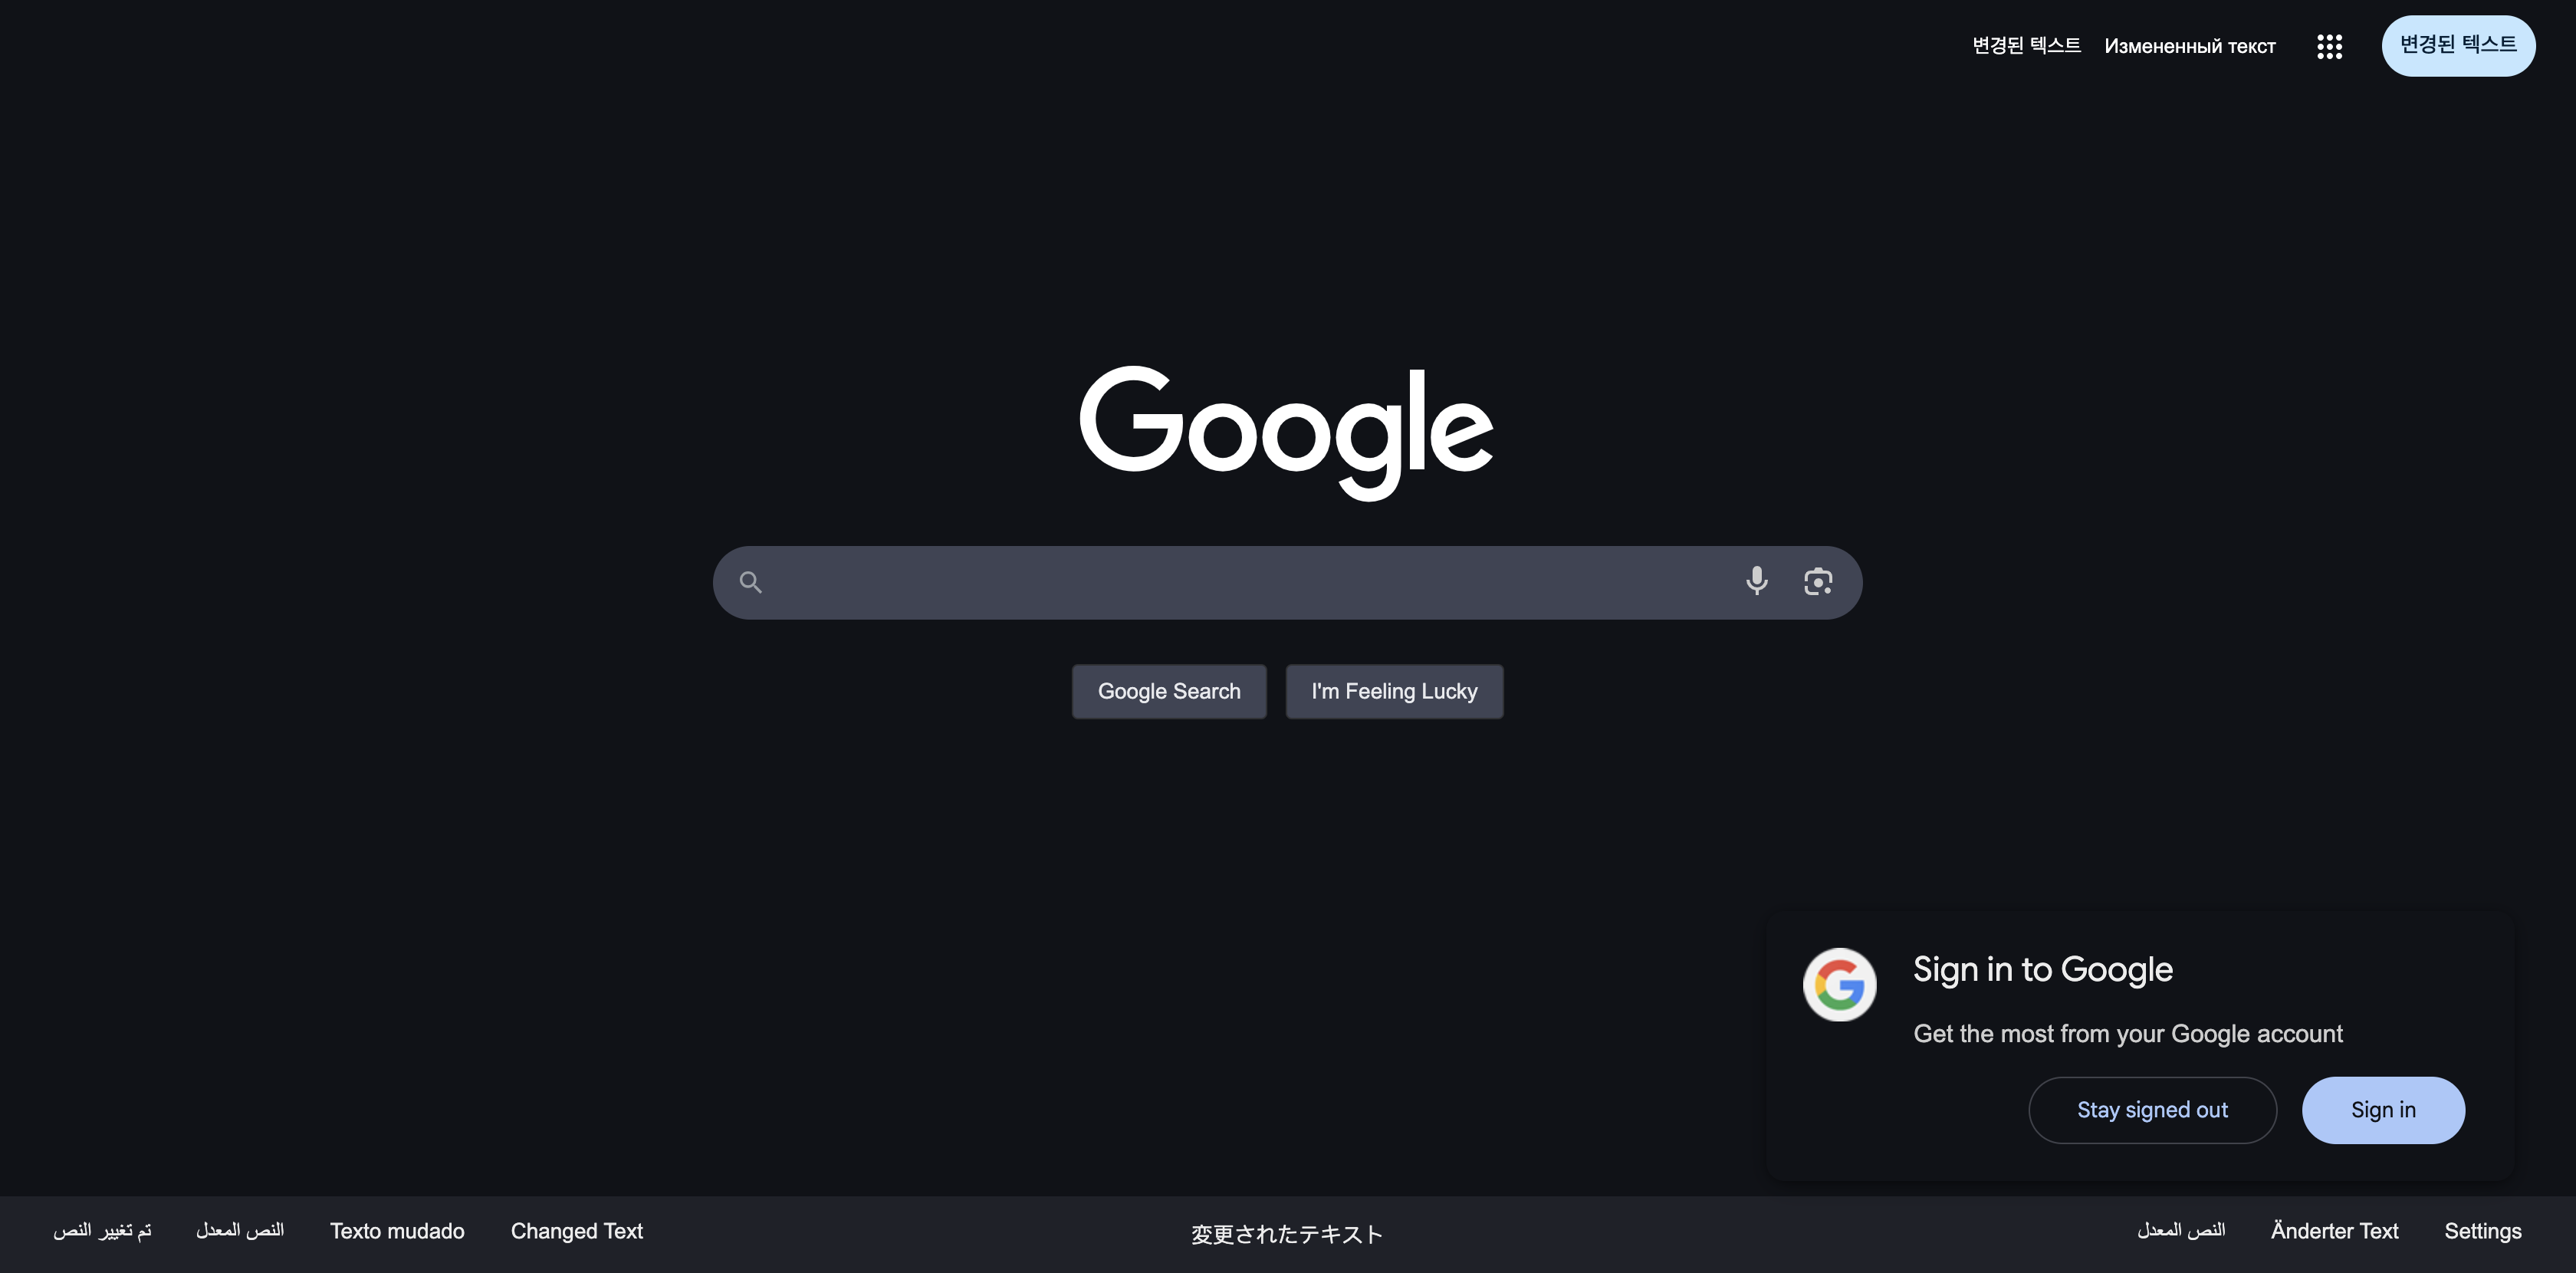 변경된 텍스트 Измененный текст 변경된 텍스트
Google
Google Search I'm Feeling Lucky
Sign in to Google
Get the most from your Google account
Stay signed out Sign in
تم تغيير النص النص المعدل Texto mudado Changed Text 変更されたテキスト النص المعدل Änderter Text Settings